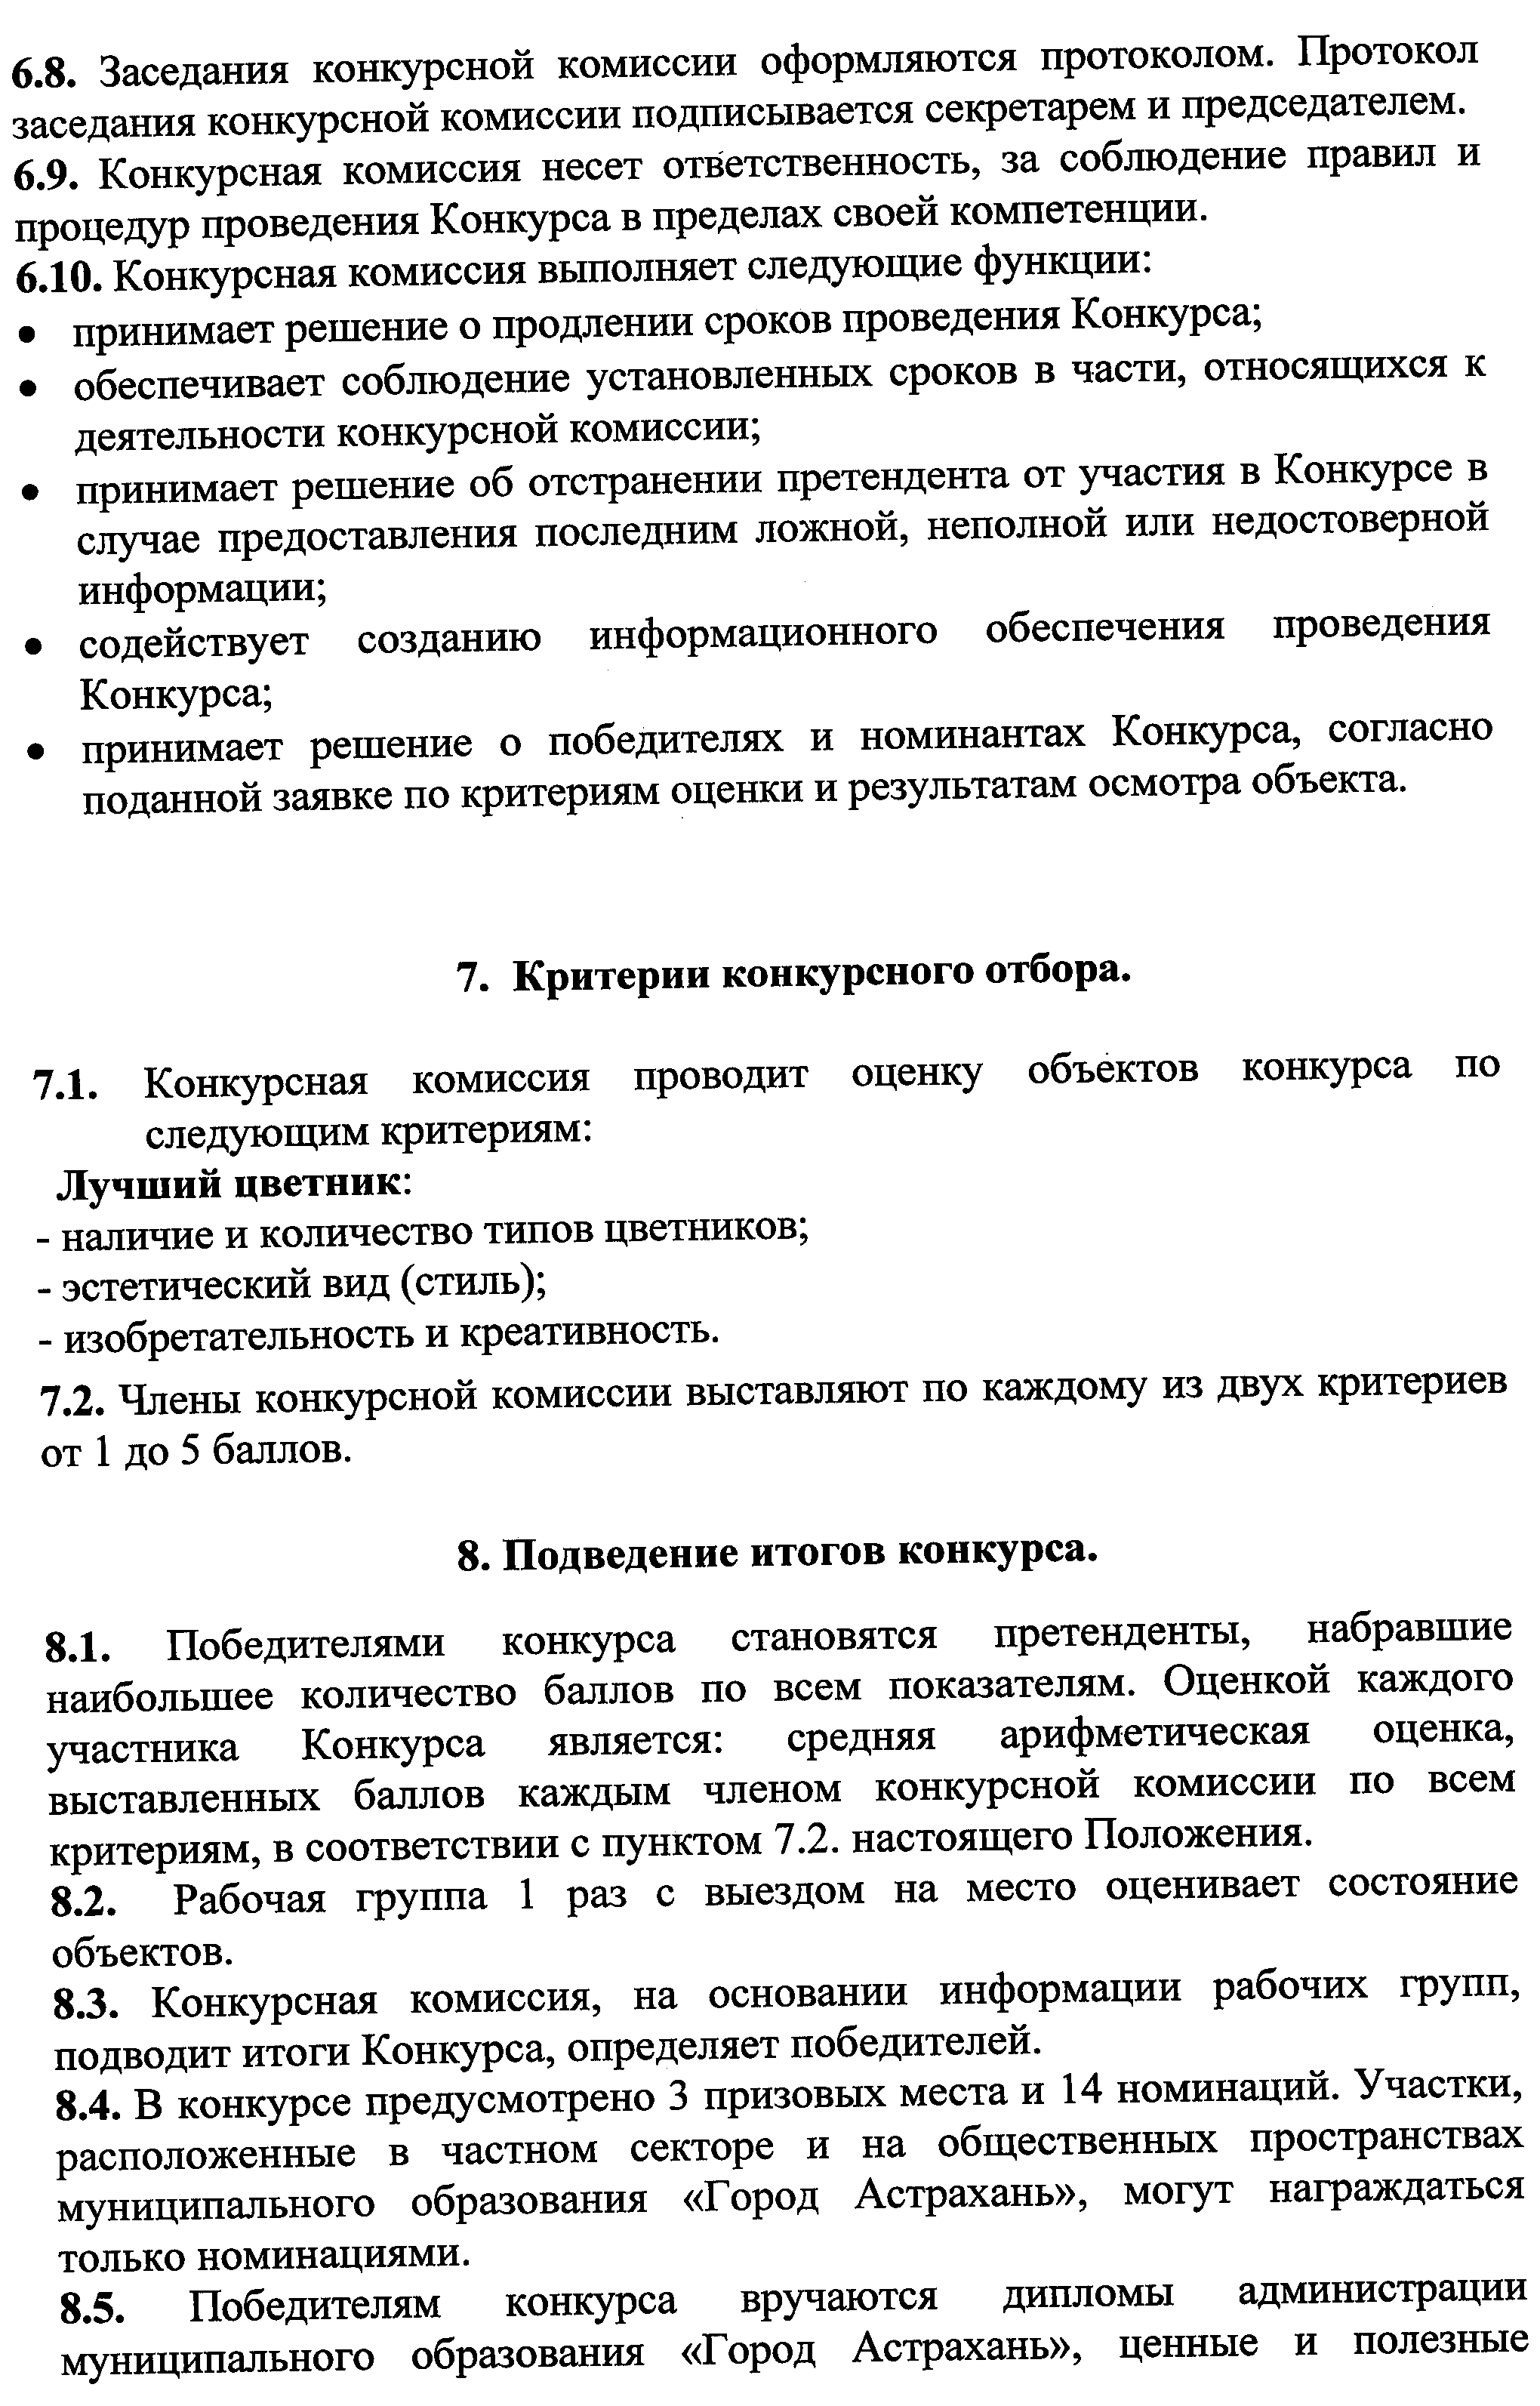 6.8. Заседания конкурсной комиссии оформляются протоколом. Протокол
заседания конкурсной комиссии подписывается секретарем и председателем.
6.9. Конкурсная комиссия несет ответственность, за соблюдение правил и
процедур проведения Конкурса в пределах своей компетенции.
6.10. Конкурсная комиссия выполняет следующие функции:
• принимает решение о продлении сроков проведения Конкурса;
• обеспечивает соблюдение установленных сроков в части, относящихся к
деятельности конкурсной комиссии;
• принимает решение об отстранении претендента от участия в Конкурсе в
случае предоставления последним ложной, неполной или недостоверной
информации;
• содействует созданию информационного обеспечения проведения
Конкурса;
• принимает решение о победителях и номинантах Конкурса, согласно
поданной заявке по критериям оценки и результатам осмотра объекта.
7. Критерии конкурсного отбора.
7.1. Конкурсная комиссия проводит оценку объектов конкурса по
следующим критериям:
Лучший цветник:
- наличие и количество типов цветников;
- эстетический вид (стиль);
- изобретательность и креативность.
7.2. Члены конкурсной комиссии выставляют по каждому из двух критериев
от 1 до 5 баллов.
8. Подведение итогов конкурса.
8.1. Победителями конкурса становятся претенденты, набравшие
наибольшее количество баллов по всем показателям. Оценкой каждого
участника Конкурса является: средняя арифметическая оценка,
выставленных баллов каждым членом конкурсной комиссии по всем
критериям, в соответствии с пунктом 7.2. настоящего Положения.
8.2. Рабочая группа 1 раз с выездом на место оценивает состояние
объектов.
8.3. Конкурсная комиссия, на основании информации рабочих групп,
подводит итоги Конкурса, определяет победителей.
8.4. В конкурсе предусмотрено 3 призовых места и 14 номинаций. Участки,
расположенные в частном секторе и на общественных пространствах
муниципального образования «Город Астрахань», могут награждаться
только номинациями.
8.5. Победителям конкурса вручаются дипломы администрации
муниципального образования «Город Астрахань», ценные и полезные